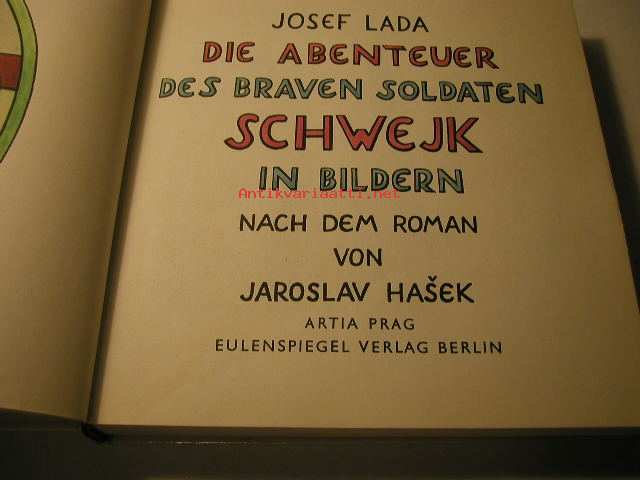 JOSEF LADA
DIE ABENTEUER
DES BRAVEN SOLDATEN
SCHWEJK
IN BILDERN
Antikvariaatti.net
NACH DEM ROMAN
VON
JAROSLAV HAŠEK
ARTIA PRAG
EULENSPIEGEL VERLAG BERLIN